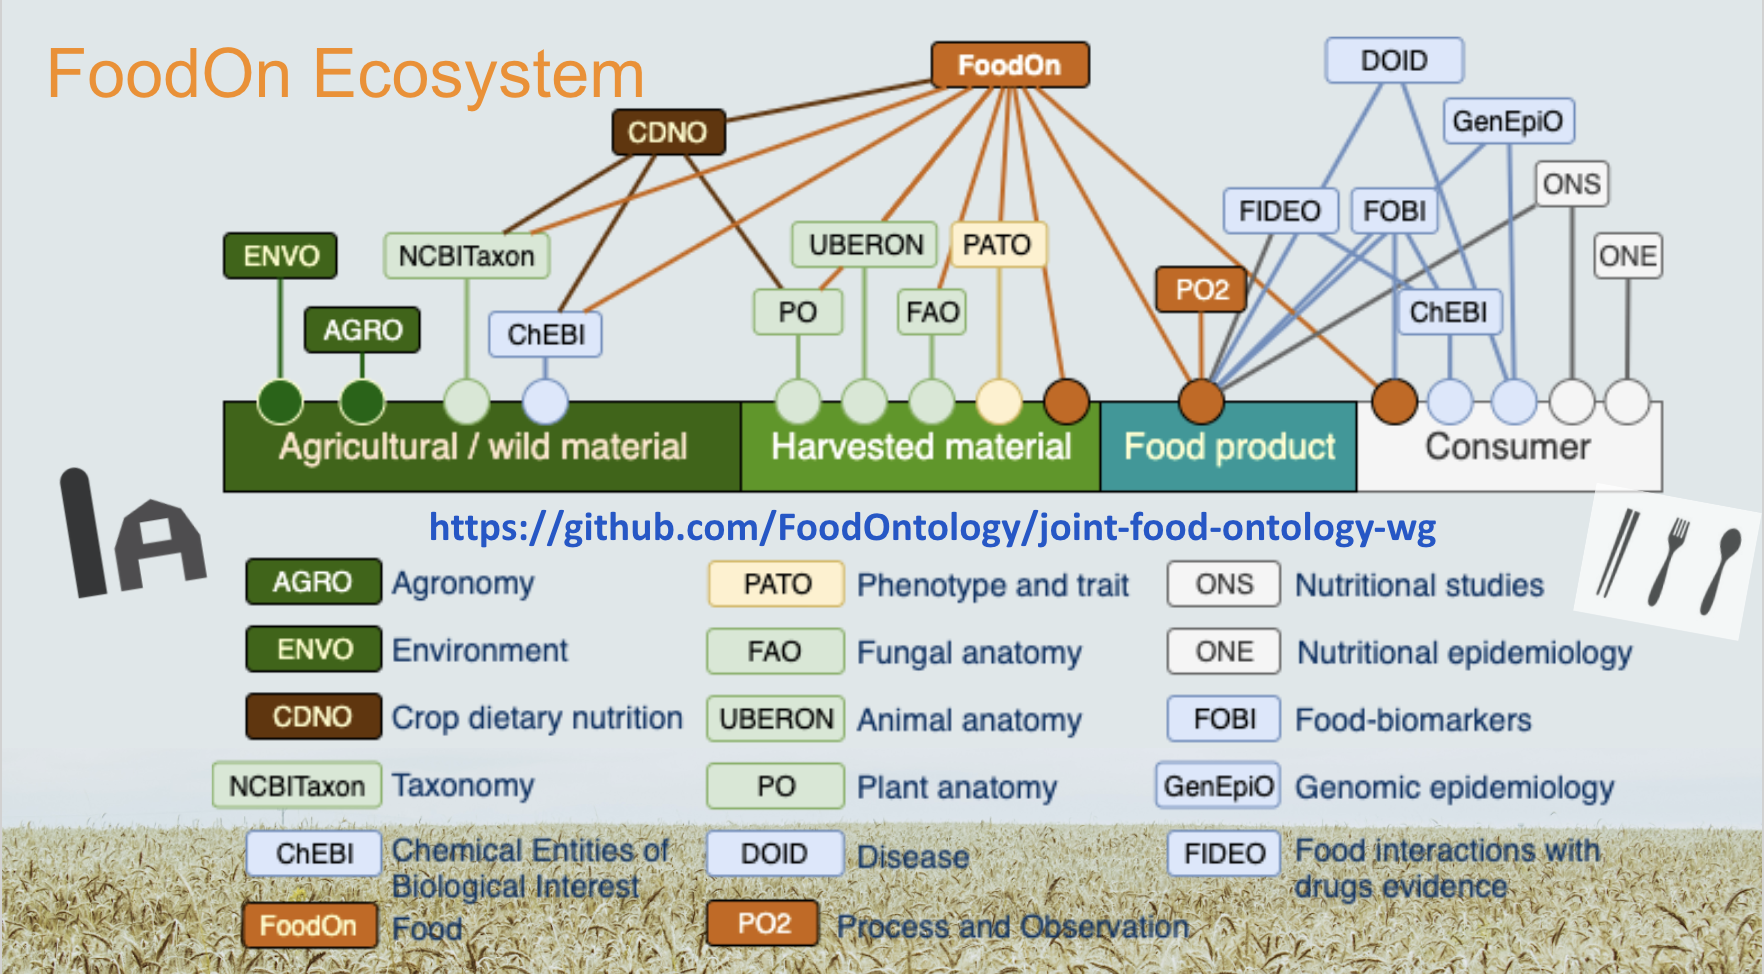 FoodOn Ecosystem
FoodOn
DOID
CDNO
GenEpiO
ONS
FIDEO
FOBI
ENVO
NCBITaxon
UBERON
PATO
ONE
PO2
AGRO
ChEBI
PO
FAO
ChEBI
Agricultural / wild material
Harvested material
Food product
Consumer
https://github.com/FoodOntology/joint-food-ontology-wg
AGRO Agronomy
PATO Phenotype and trait
ONS Nutritional studies
ENVO Environment
FAO Fungal anatomy
ONE Nutritional epidemiology
CDNO Crop dietary nutrition
UBERON Animal anatomy
FOBI Food-biomarkers
NCBITaxon Taxonomy
PO Plant anatomy
GenEpiO Genomic epidemiology
ChEBI Chemical Entities of
Biological Interest
DOID Disease
FIDEO Food interactions with
drugs evidence
FoodOn Food
PO2 Process and Observation